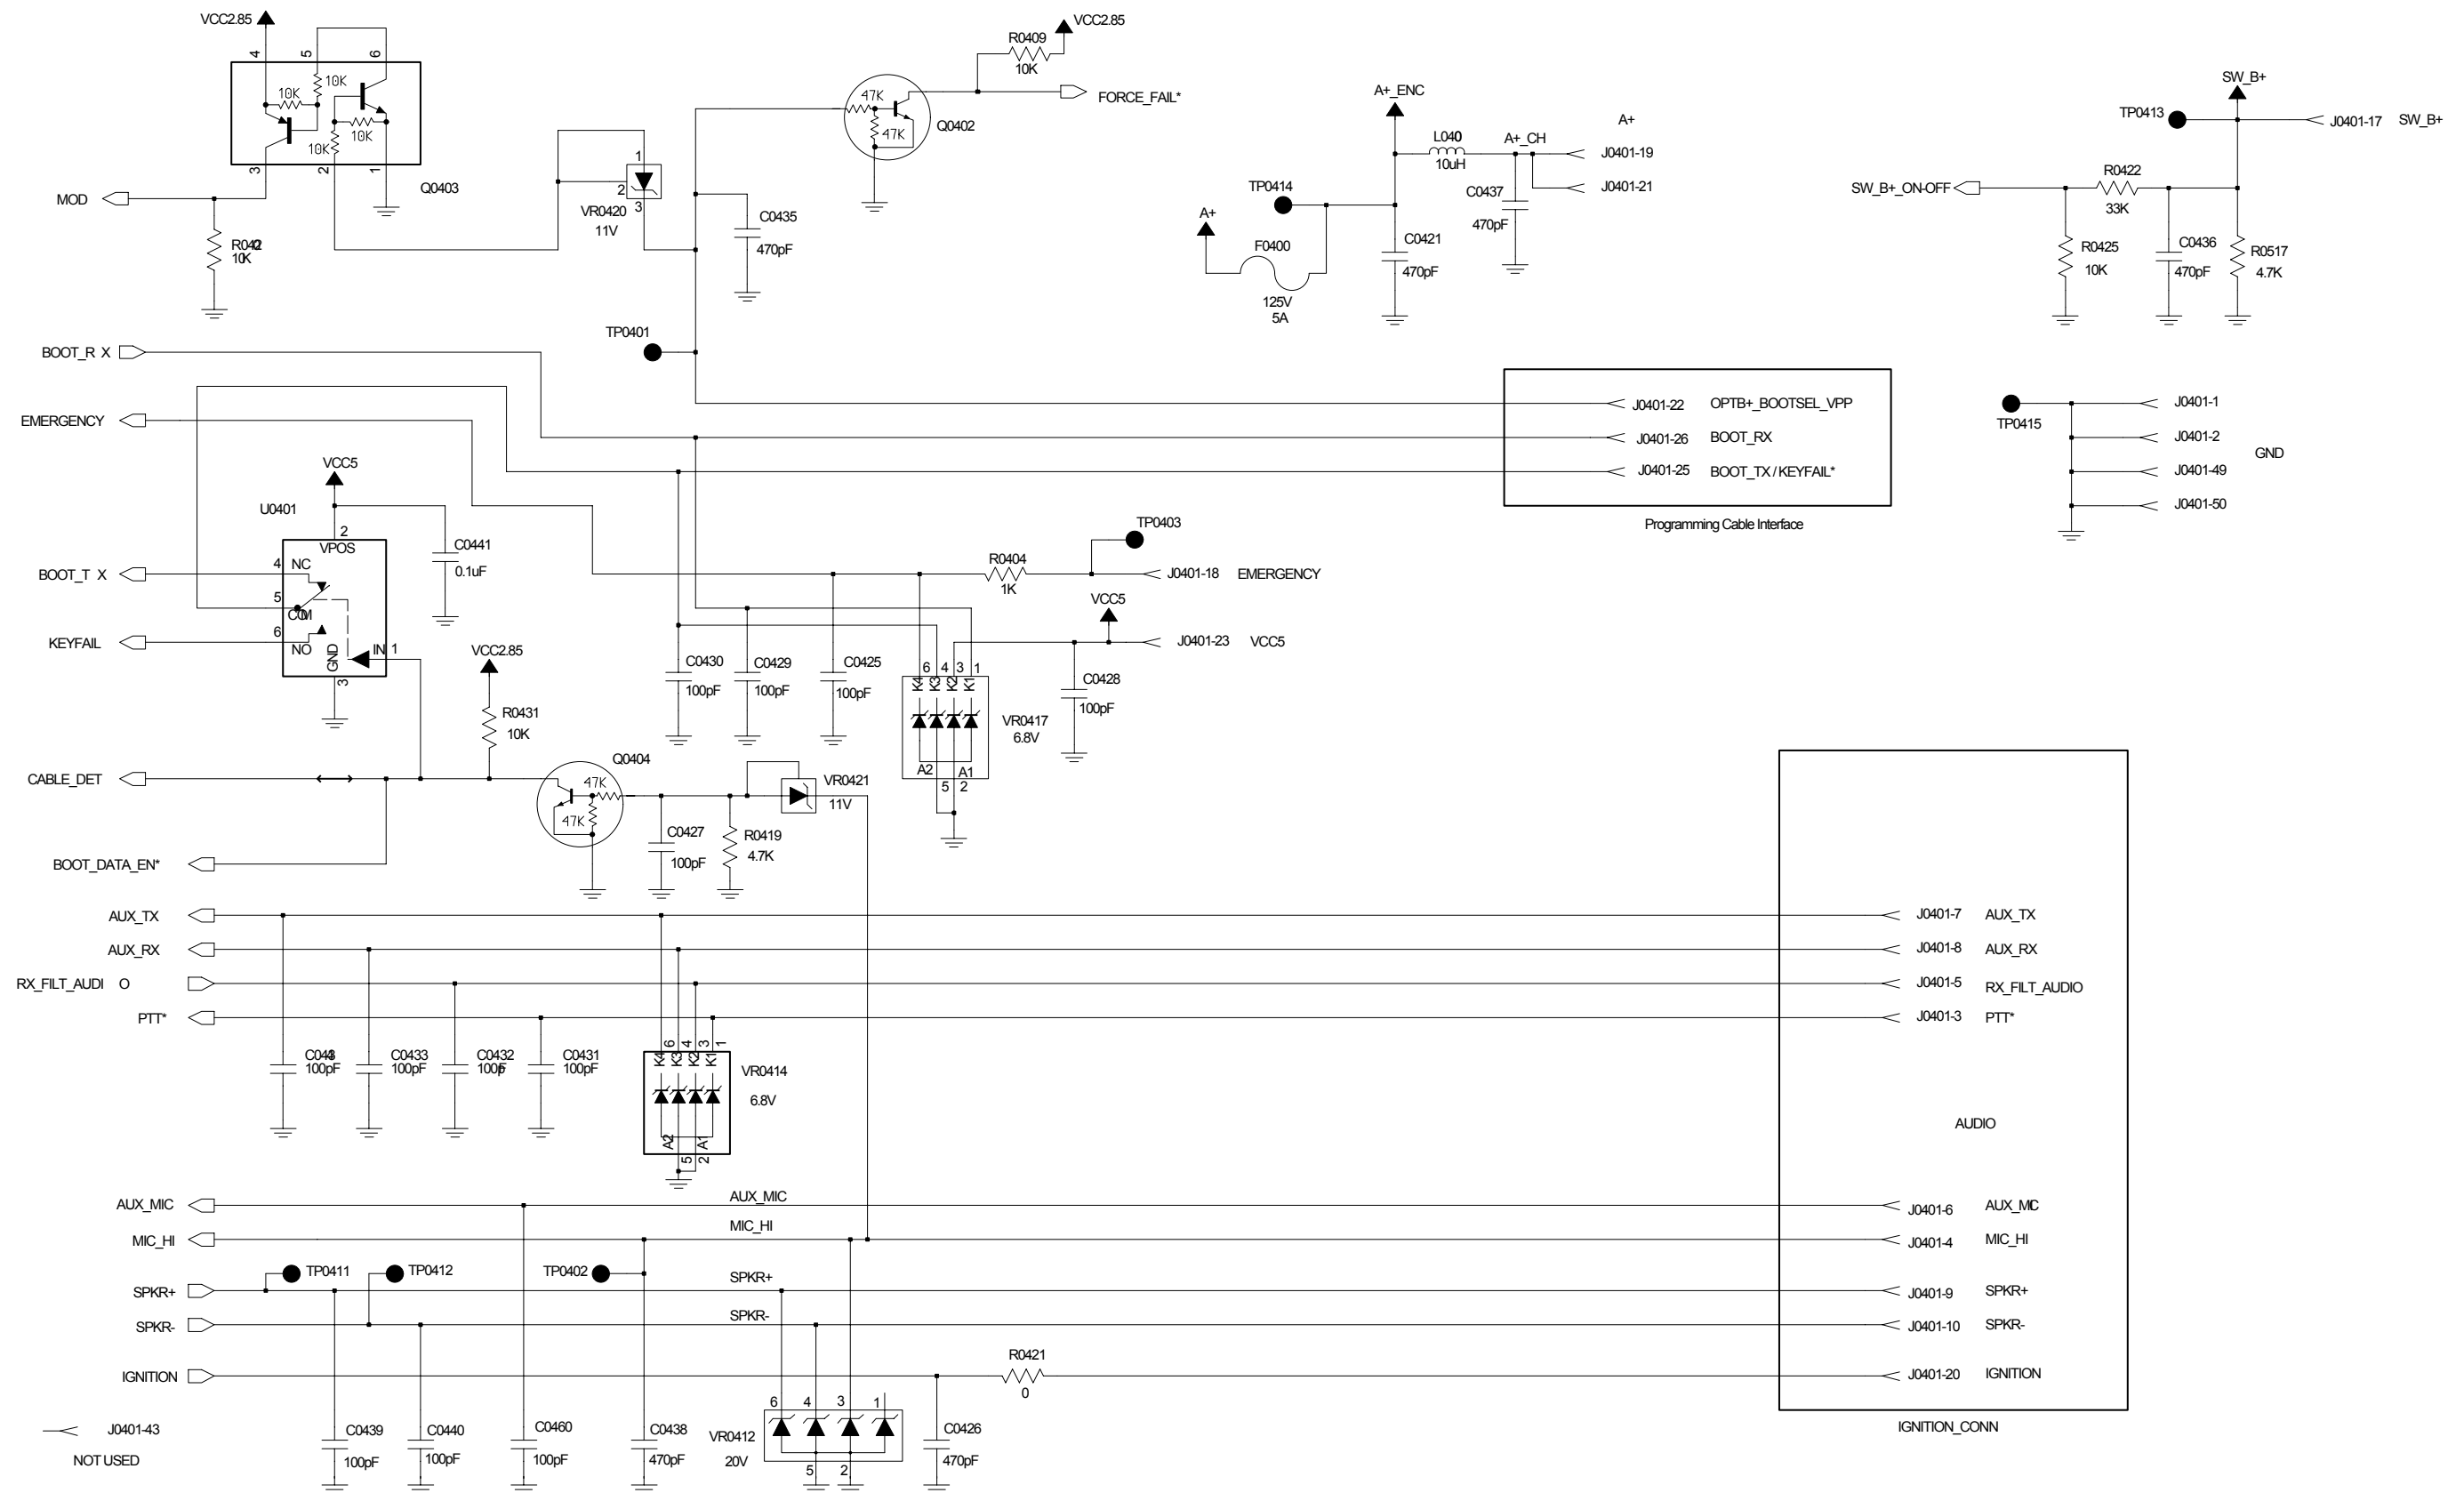 VCC2.85
4
5
6
10K
10K
10K
10K
3
2
1
Q0403
MOD
10K
1
2
3
VR0420
11V
C0435
470pF
47K
47K
Q0402
R0409
10K
VCC2.85
FORCE_FAIL*
A+_ENC
L040
10uH
A+_CH
A+
J0401-19
J0401-21
C0437
470pF
TP0414
A+
F0400
125V
5A
C0421
470pF
SW_B+
TP0413
J0401-17 SW_B+
SW_B+_ON-OFF
R0422
33K
R0425
10K
C0436
470pF
R0517
4.7K
TP0401
BOOT_R X
EMERGENCY
J0401-22 OPTB+_BOOTSEL_VPP
J0401-26 BOOT_RX
J0401-25 BOOT_TX / KEYFAIL*
Programming Cable Interface
TP0415
J0401-1
J0401-2
GND
J0401-49
J0401-50
VCC5
U0401
2
VPOS
4 NC
5
COM
6
NO
GND
IN 1
3
BOOT_T X
KEYFAIL
C0441
0.1uF
TP0403
R0404
1K
J0401-18 EMERGENCY
VCC5
J0401-23 VCC5
VCC2.85
R0431
10K
C0430
100pF
C0429
100pF
C0425
100pF
6 4 3 1
K4 K3 K2 K1
A2 A1
5 2
VR0417
6.8V
C0428
100pF
CABLE_DET
Q0404
47K
47K
VR0421
11V
C0427
100pF
R0419
4.7K
BOOT_DATA_EN*
AUX_TX
J0401-7 AUX_TX
AUX_RX
J0401-8 AUX_RX
RX_FILT_AUDI O
J0401-5 RX_FILT_AUDIO
PTT*
J0401-3 PTT*
100pF
C0433
100pF
C0432
100pF
C0431
100pF
6 4 3 1
K4 K3 K2 K1
A2 A1
5 2
VR0414
6.8V
AUDIO
AUX_MIC
AUX_MIC
J0401-6 AUX_MIC
MIC_HI
MIC_HI
J0401-4 MIC_HI
TP0411
TP0412
TP0402
SPKR+
SPKR+
J0401-9 SPKR+
SPKR-
SPKR-
J0401-10 SPKR-
IGNITION
R0421
0
J0401-20 IGNITION
J0401-43
NOT USED
C0439
100pF
C0440
100pF
C0460
100pF
C0438
470pF
VR0412
20V
6 4 3 1
5 2
C0426
470pF
IGNITION_CONN